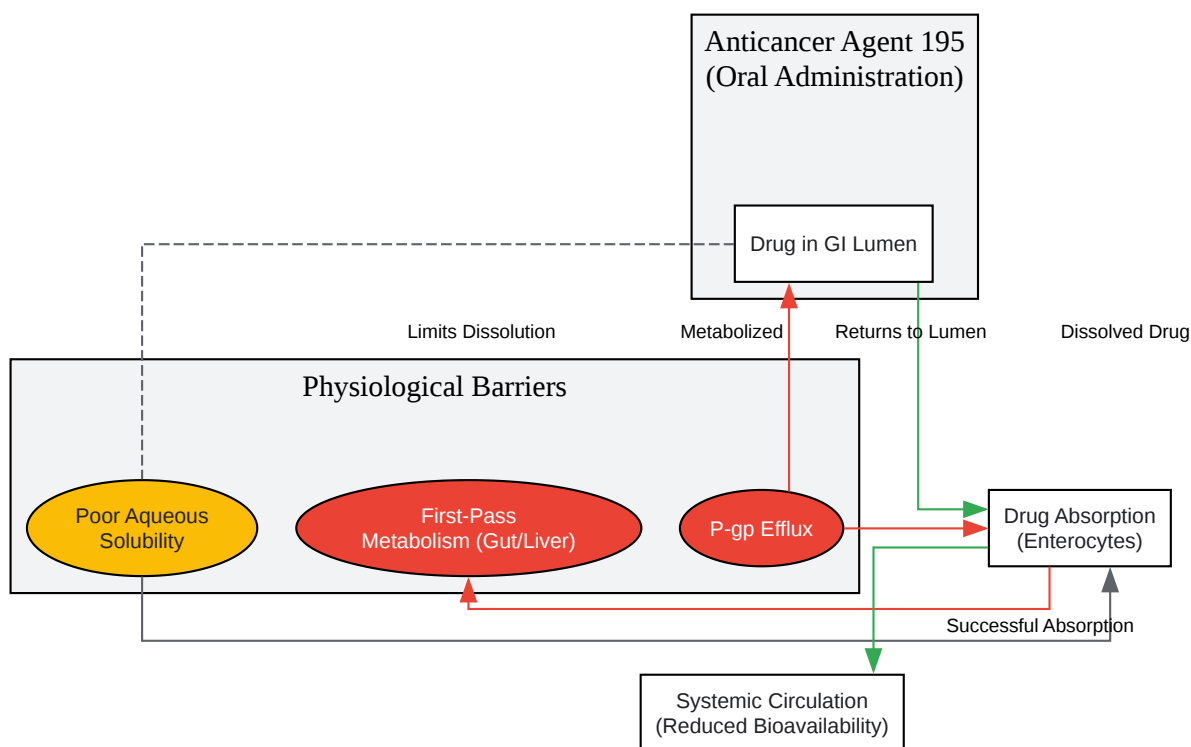 Anticancer Agent 195
(Oral Administration)
Drug in GI Lumen
Limits Dissolution
Metabolized
Returns to Lumen
Dissolved Drug
Physiological Barriers
Poor Aqueous
Solubility
First-Pass
Metabolism (Gut/Liver)
P-gp Efflux
Drug Absorption
(Enterocytes)
Successful Absorption
Systemic Circulation
(Reduced Bioavailability)